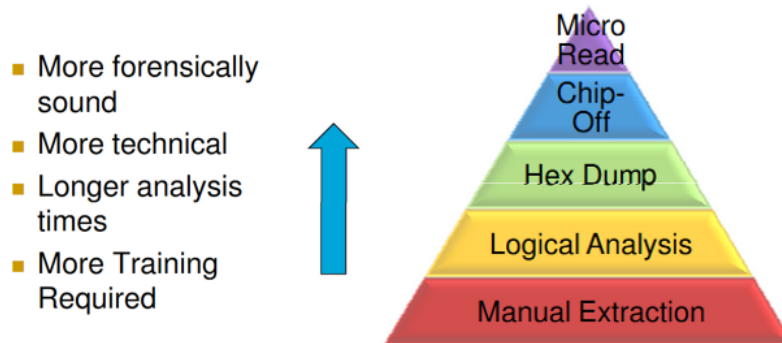 More forensically
sound
More technical
Longer analysis
times
More Training
Required
Micro
Read
Chip-
Off
Hex Dump
Logical Analysis
Manual Extraction